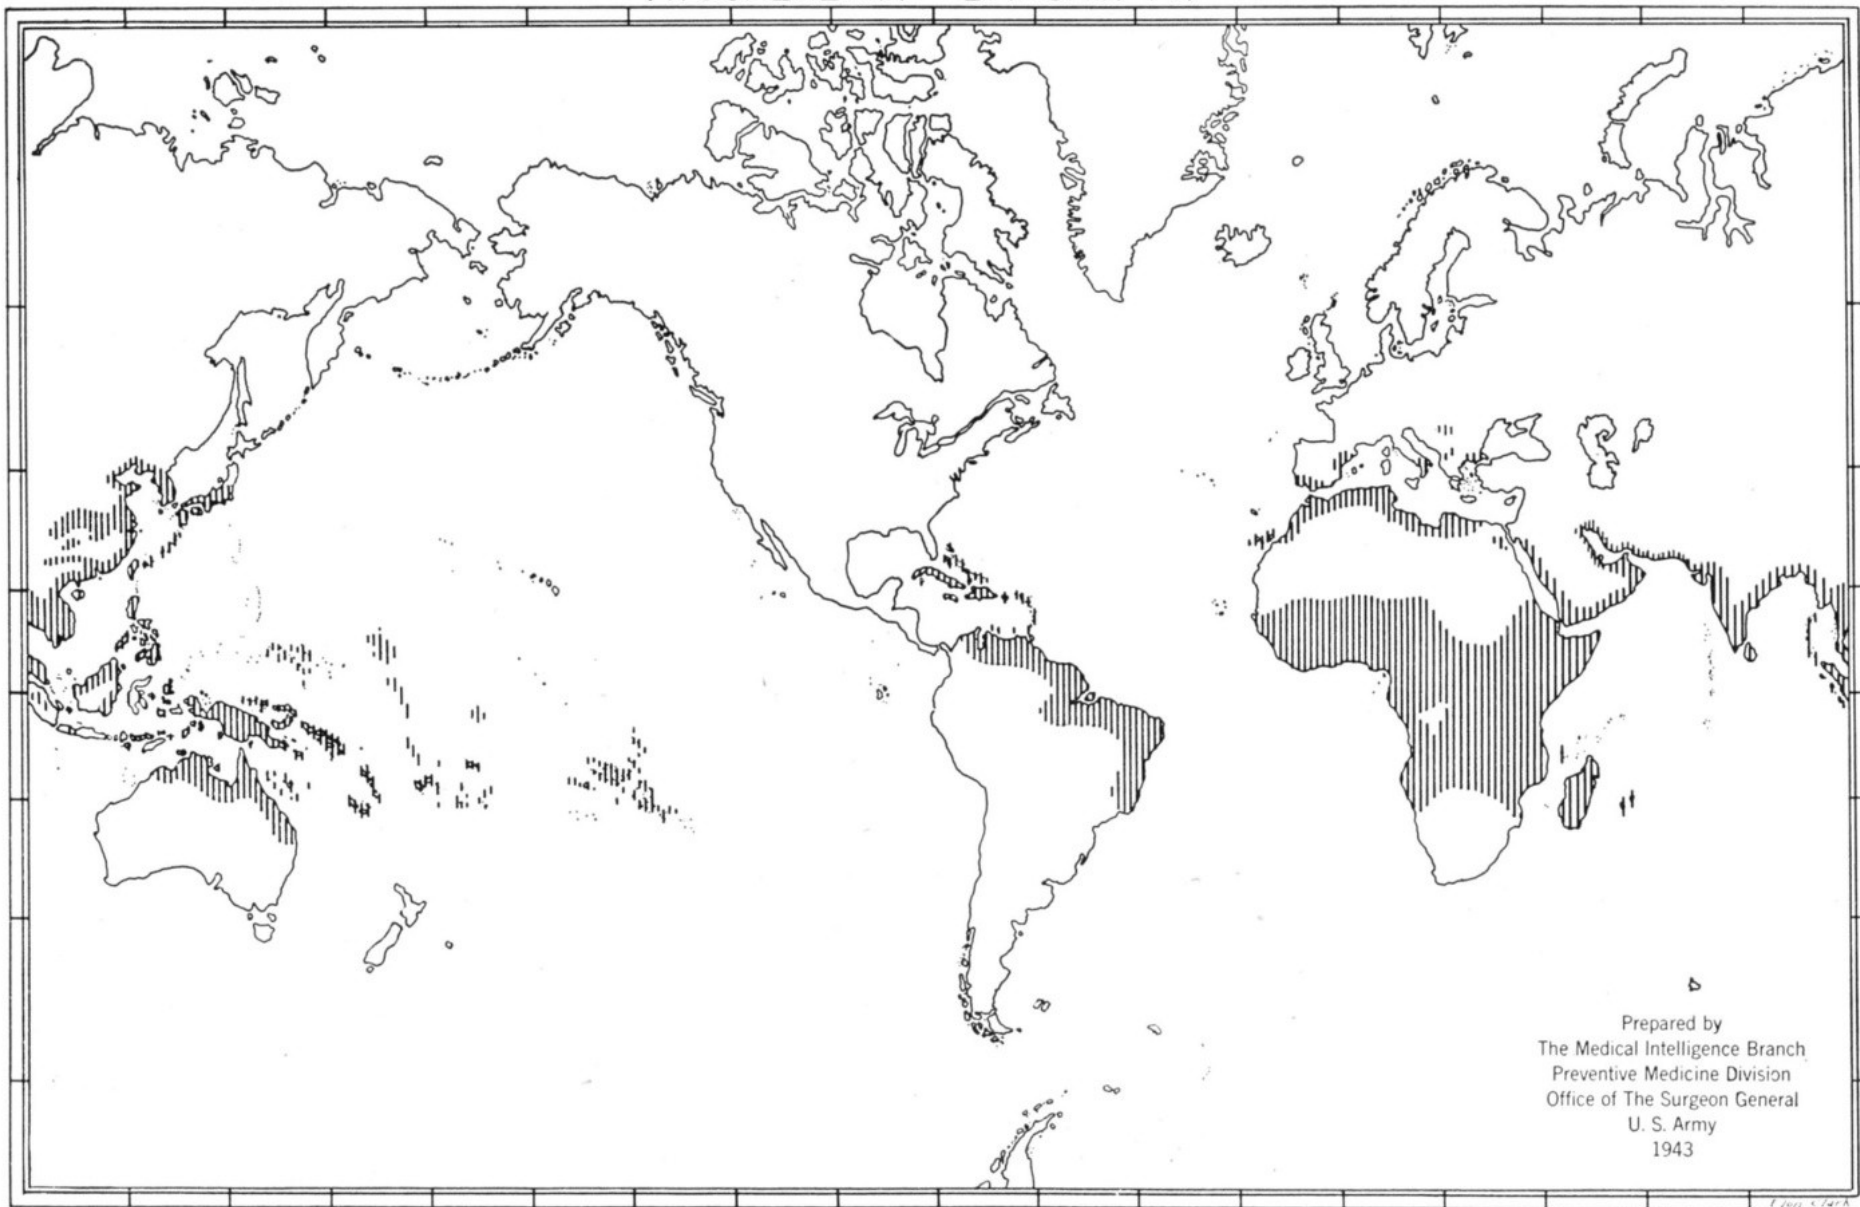 Prepared by
The Medical Intelligence Branch
Preventive Medicine Division
Office of The Surgeon General
U. S. Army
1943